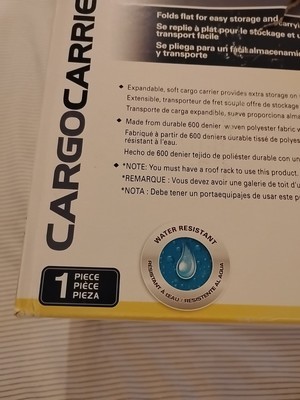 Folds flat for easy storage and
Se replie à plat pour le stockage et
transport facile
Se pliega para un fácil almacenamie
y transporte
CARGO CARRIE
Expandable, soft cargo carrier provides extra storage on
Extensible, transporteur de fret souple offre de stockage
Transporte de carga expandible, suave proporciona
Made from durable 600 denier woven polyester fabric
Fabriqué à partir de 600 deniers durable tissé de polyes
résistant à l'eau.
Hecho de 600 denier tejido de poliéster durable con un
*NOTE: You must have a roof rack to use this product.
*REMARQUE : Vous devez avoir une galerie de toit d'u
*NOTA : Debe tener un portaequipajes de usar este p
WATER RESISTANT
RESISTANT À L'EAU · RESISTENTE AL AGUA
1 PIECE
PIÈCE
PIEZA